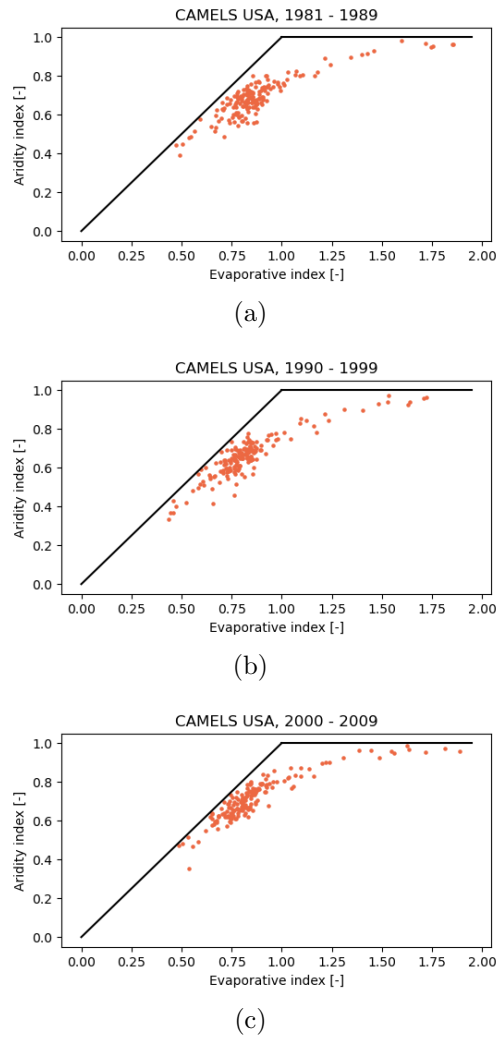 CAMELS USA, 1981 - 1989
1.0
0.8
0.6
0.4
0.2
0.0
Aridity index [-]
0.00 0.25 0.50 0.75 1.00 1.25 1.50 1.75 2.00
Evaporative index [-]
(a)
CAMELS USA, 1990 - 1999
1.0
0.8
0.6
0.4
0.2
0.0
Aridity index [-]
0.00 0.25 0.50 0.75 1.00 1.25 1.50 1.75 2.00
Evaporative index [-]
(b)
CAMELS USA, 2000 - 2009
1.0
0.8
0.6
0.4
0.2
0.0
Aridity index [-]
0.00 0.25 0.50 0.75 1.00 1.25 1.50 1.75 2.00
Evaporative index [-]
(c)